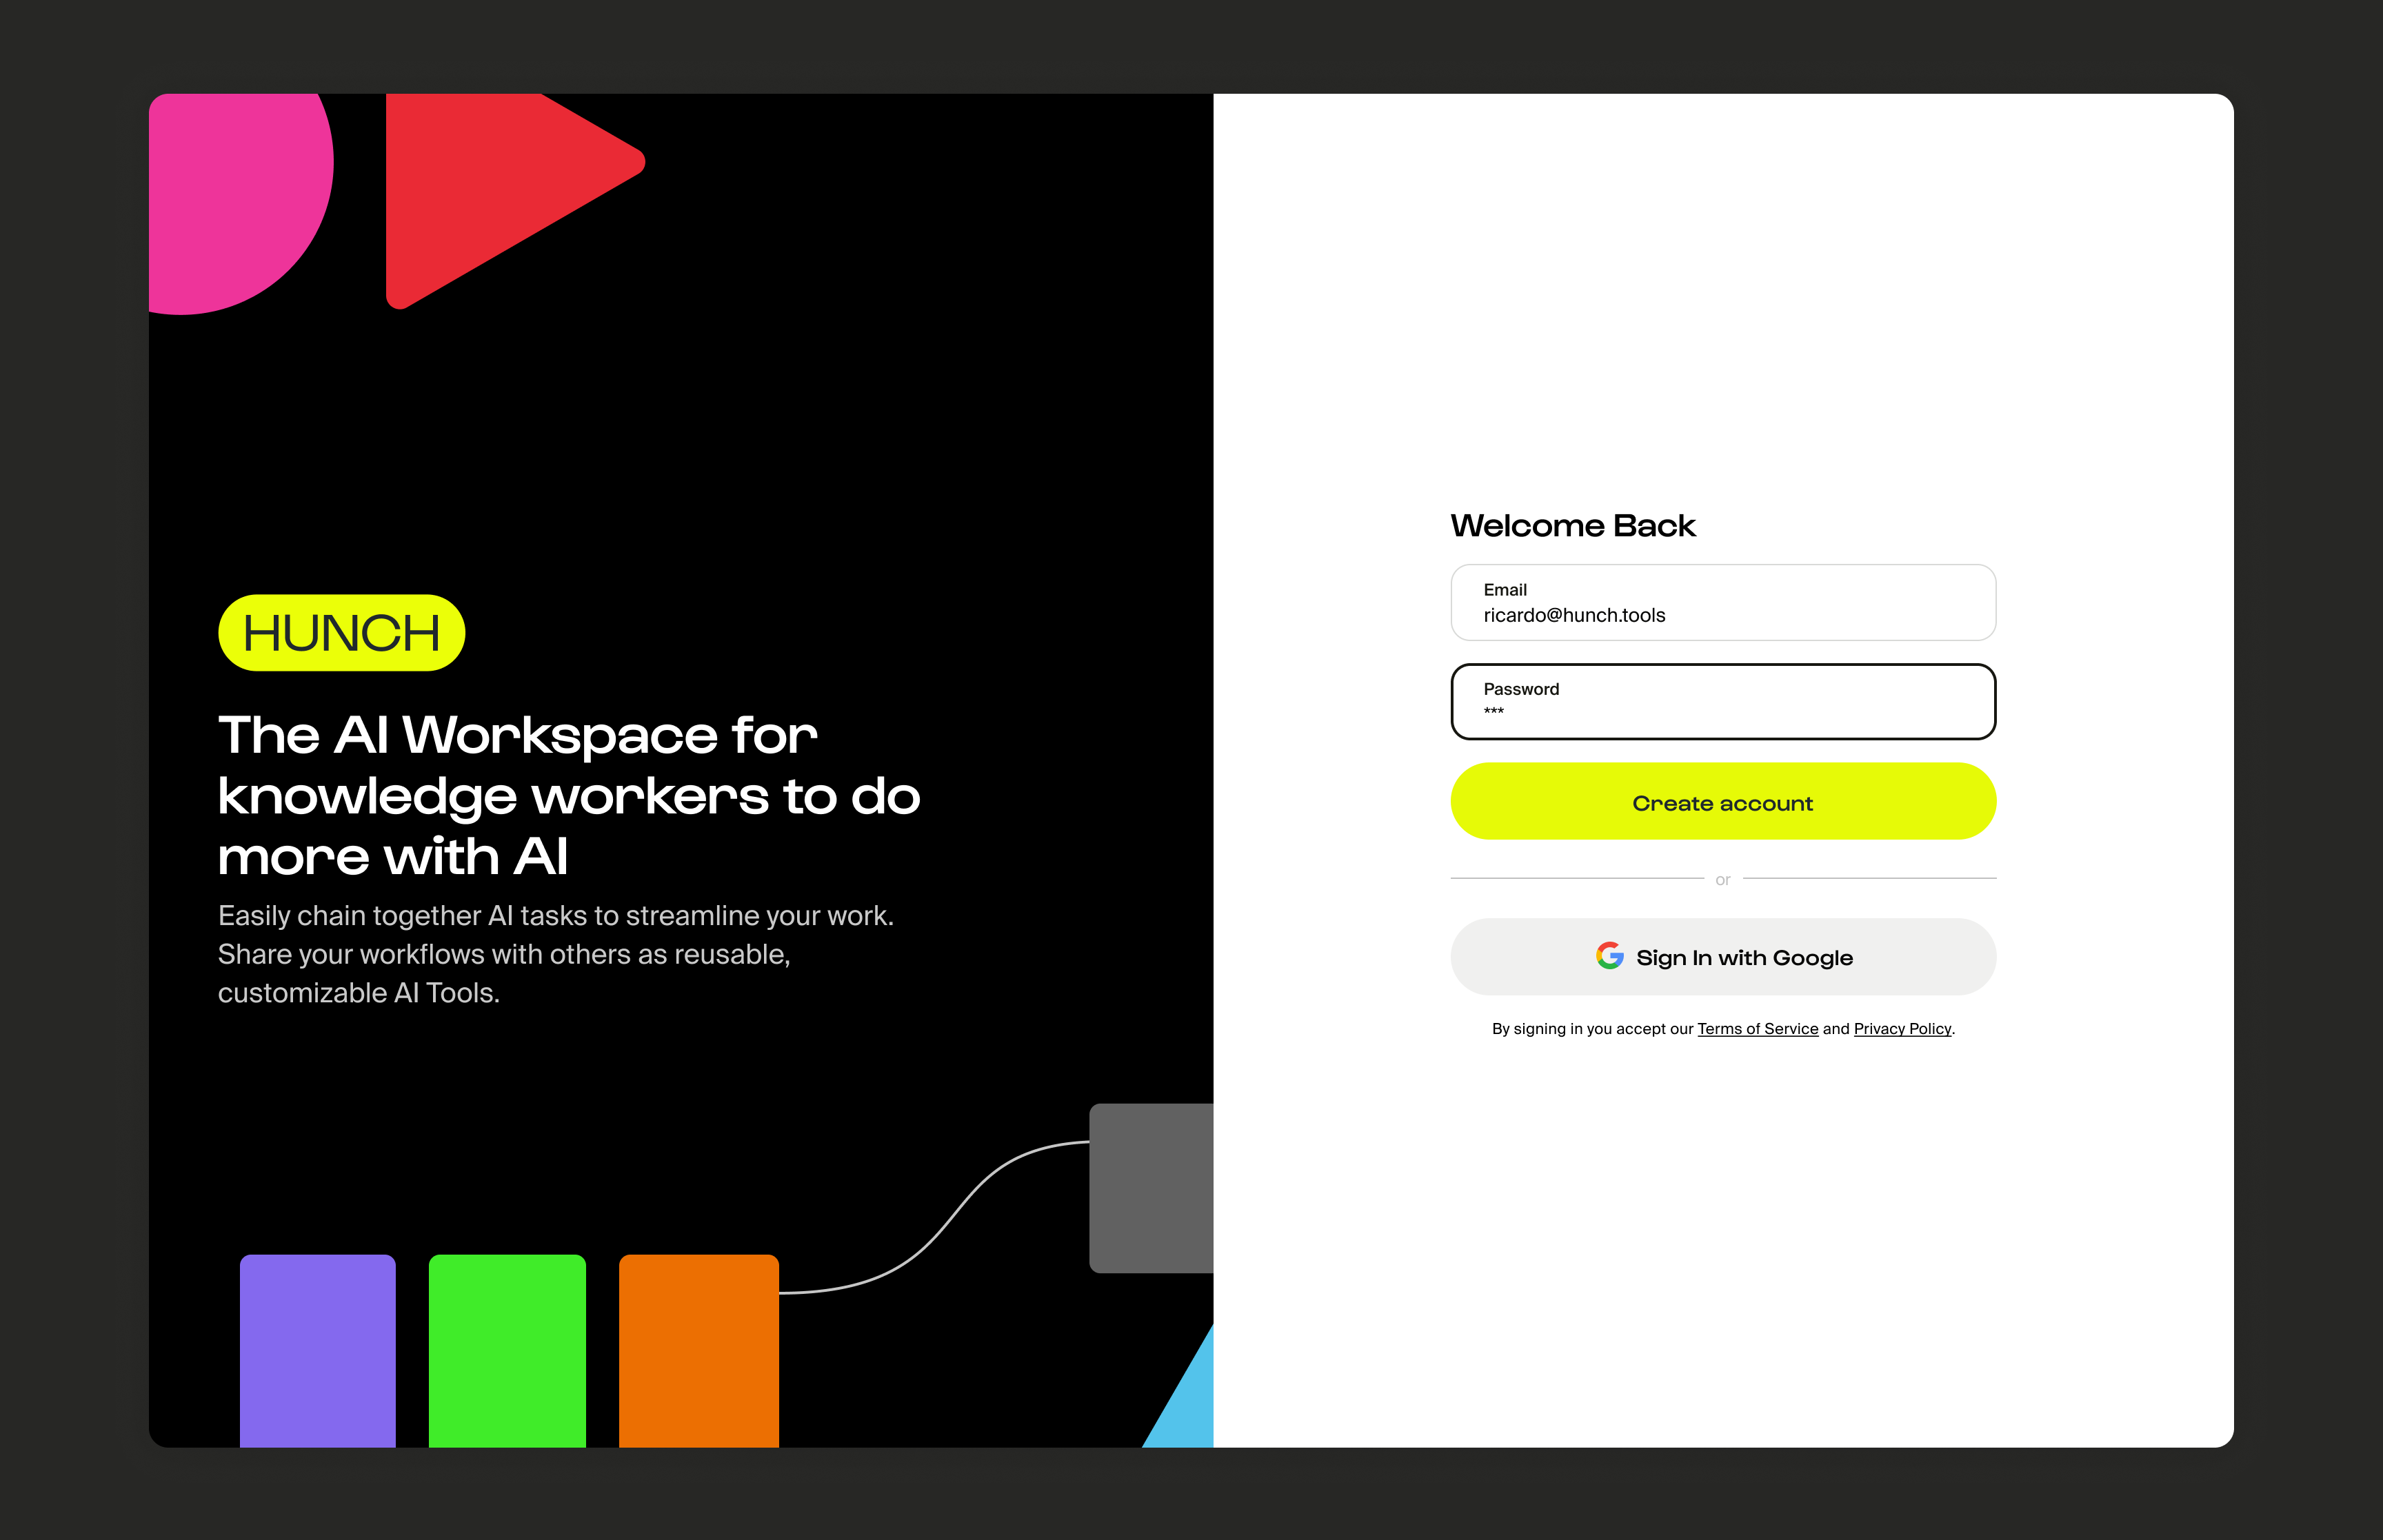 HUNCH
The AI Workspace for
knowledge workers to do
more with AI
Easily chain together AI tasks to streamline your work.
Share your workflows with others as reusable,
customizable AI Tools.
Welcome Back
Email
ricardo@hunch.tools
Password
***
Create account
or
Sign In with Google
By signing in you accept our Terms of Service and Privacy Policy.